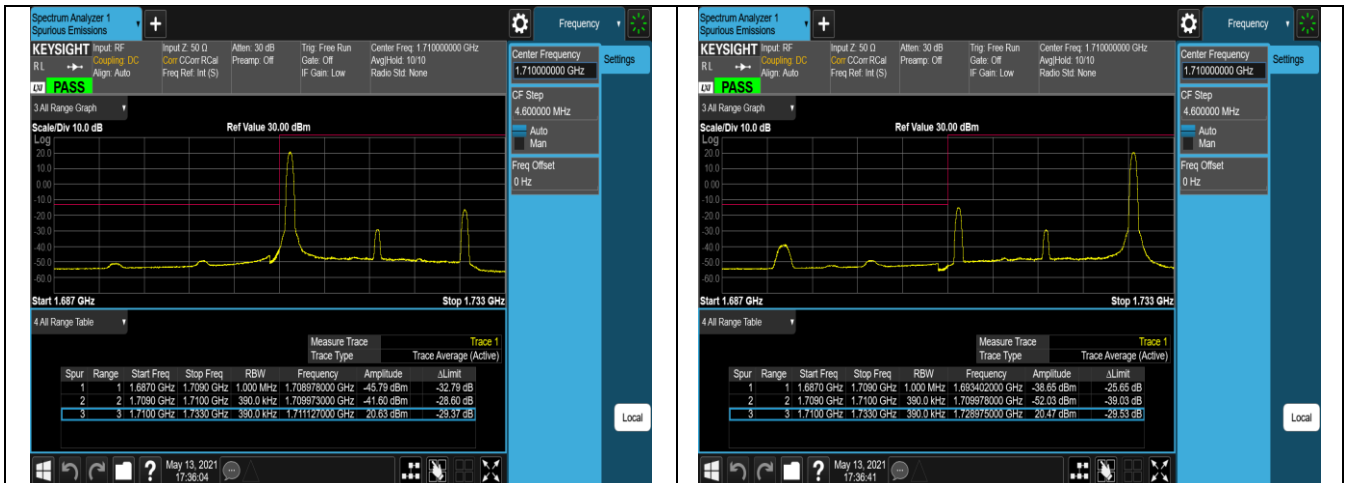 Spectrum Analyzer 1
Spurious Emissions
Frequency
KEYSIGHT Input: RF Input Z: 50 Ω Atten: 30 dB Trig: Free Run Center Freq: 1.710000000 GHz
RL Coupling: DC Corr CCorr RCal Preamp: Off Gate: Off Avg|Hold: 10/10
Align: Auto Freq Ref: Int (S) IF Gain: Low Radio Std: None
LXI PASS
Center Frequency
1.710000000 GHz
Settings
CF Step
4.600000 MHz
Auto
Man
Freq Offset
0 Hz
3 All Range Graph
Scale/Div 10.0 dB Ref Value 30.00 dBm
Log
20.0
10.0
0.00
-10.0
-20.0
-30.0
-40.0
-50.0
-60.0
Start 1.687 GHz Stop 1.733 GHz
4 All Range Table
Measure Trace Trace 1
Trace Type Trace Average (Active)
Spur Range Start Freq Stop Freq RBW Frequency Amplitude ΔLimit
1 1 1.6870 GHz 1.7090 GHz 1.000 MHz 1.708978000 GHz -45.79 dBm -32.79 dB
2 2 1.7090 GHz 1.7100 GHz 390.0 kHz 1.709973000 GHz -41.60 dBm -28.60 dB
3 3 1.7100 GHz 1.7330 GHz 390.0 kHz 1.711127000 GHz 20.63 dBm -29.37 dB
Local
May 13, 2021
17:36:04
Spectrum Analyzer 1
Spurious Emissions
Frequency
KEYSIGHT Input: RF Input Z: 50 Ω Atten: 30 dB Trig: Free Run Center Freq: 1.710000000 GHz
RL Coupling: DC Corr CCorr RCal Preamp: Off Gate: Off Avg|Hold: 10/10
Align: Auto Freq Ref: Int (S) IF Gain: Low Radio Std: None
LXI PASS
Center Frequency
1.710000000 GHz
Settings
CF Step
4.600000 MHz
Auto
Man
Freq Offset
0 Hz
3 All Range Graph
Scale/Div 10.0 dB Ref Value 30.00 dBm
Log
20.0
10.0
0.00
-10.0
-20.0
-30.0
-40.0
-50.0
-60.0
Start 1.687 GHz Stop 1.733 GHz
4 All Range Table
Measure Trace Trace 1
Trace Type Trace Average (Active)
Spur Range Start Freq Stop Freq RBW Frequency Amplitude ΔLimit
1 1 1.6870 GHz 1.7090 GHz 1.000 MHz 1.693402000 GHz -38.65 dBm -25.65 dB
2 2 1.7090 GHz 1.7100 GHz 390.0 kHz 1.709978000 GHz -52.03 dBm -39.03 dB
3 3 1.7100 GHz 1.7330 GHz 390.0 kHz 1.728975000 GHz 20.47 dBm -29.53 dB
Local
May 13, 2021
17:36:41